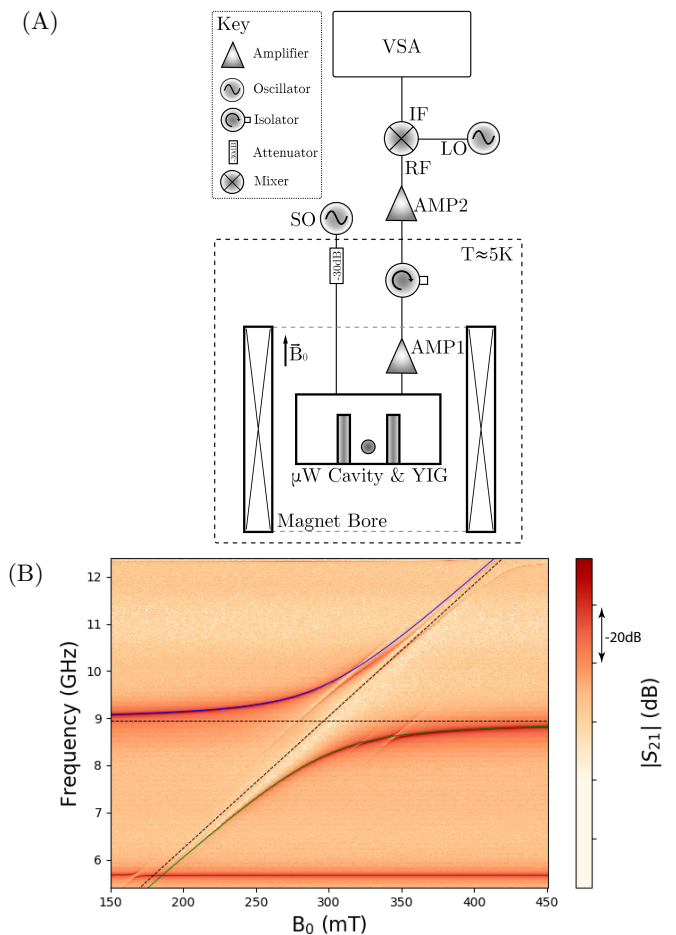 (A)
Key
Amplifier
Oscillator
Isolator
-20dB
Attenuator
Mixer
VSA
IF
LO
RF
AMP2
SO
-30dB
T≈5K
B⃗₀
AMP1
μW Cavity & YIG
Magnet Bore
(B)
12
11
10
9
8
7
6
Frequency (GHz)
150 200 250 300 350 400 450
B₀ (mT)
-20dB
|S₂₁| (dB)